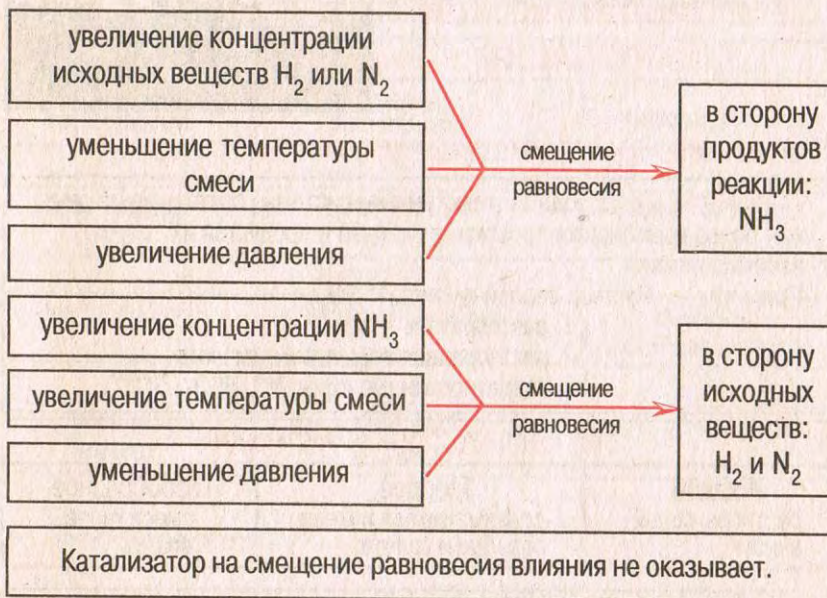 увеличение концентрации
исходных веществ H₂ или N₂
уменьшение температуры
смеси
увеличение давления
смещение
равновесия
в сторону
продуктов
реакции:
NH₃
увеличение концентрации NH₃
увеличение температуры смеси
уменьшение давления
смещение
равновесия
в сторону
исходных
веществ:
H₂ и N₂
Катализатор на смещение равновесия влияния не оказывает.